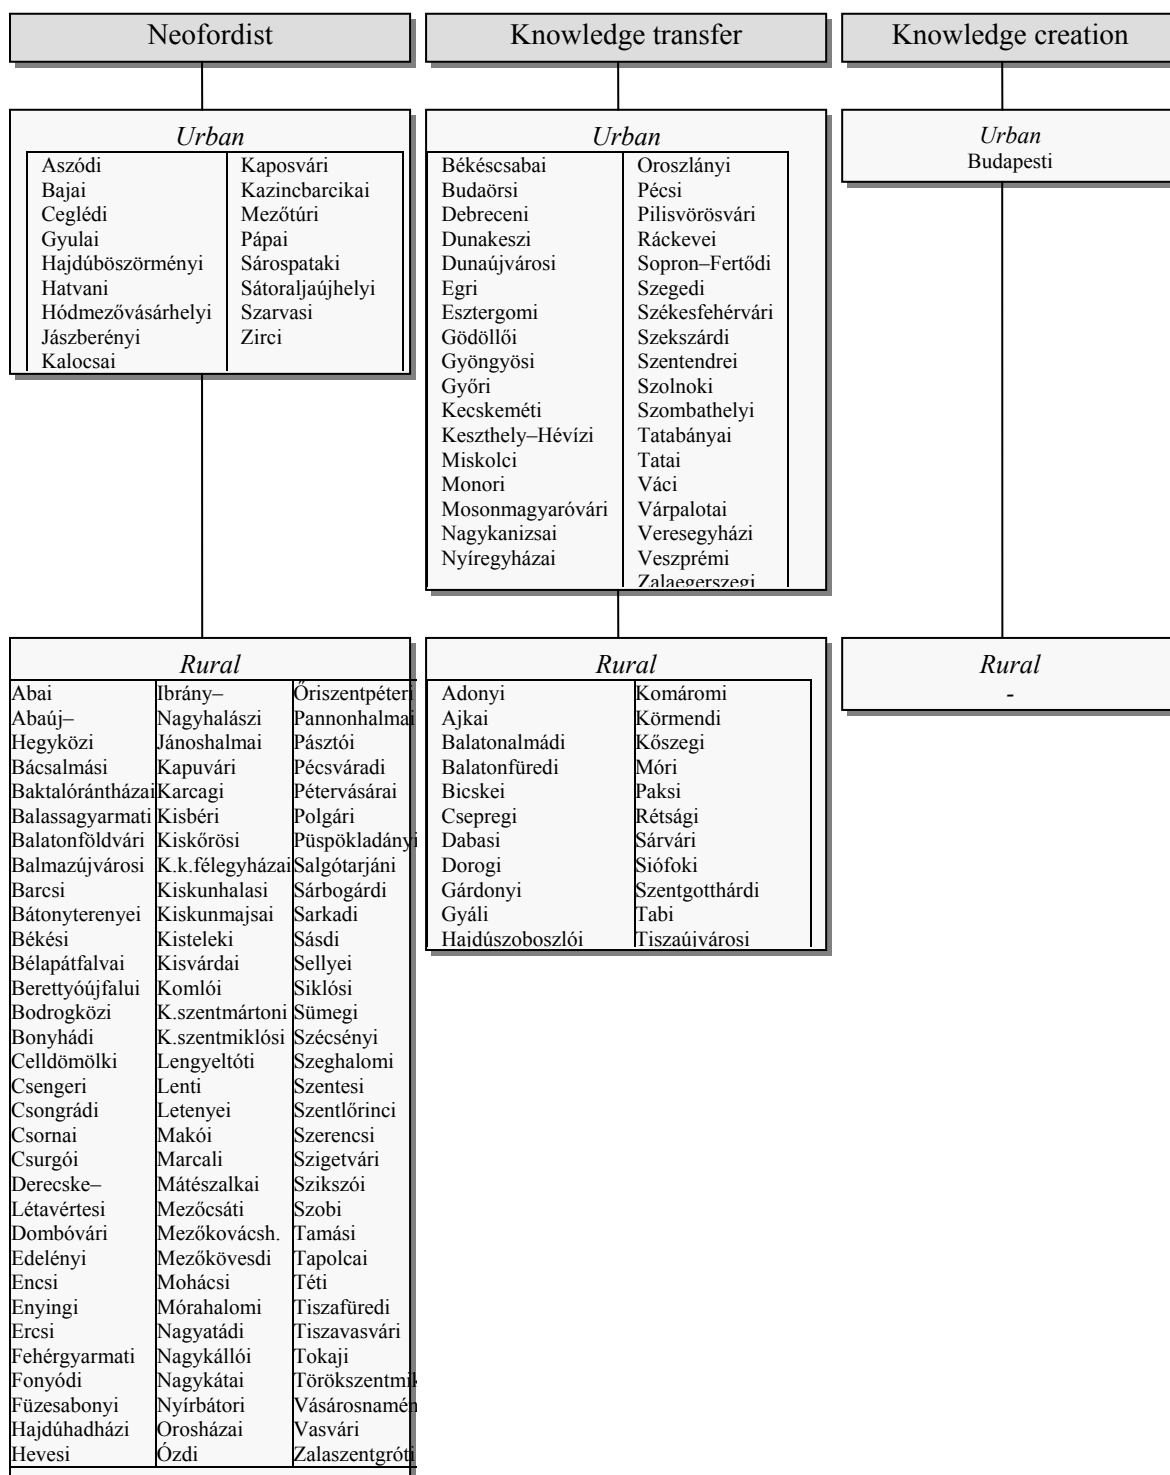 Neofordist
Urban
Aszódi
Bajai
Ceglédi
Gyulai
Hajdúböszörményi
Hatvani
Hódmezővásárhelyi
Jászberényi
Kalocsai
Kaposvári
Kazincbarcikai
Mezőtúri
Pápai
Sárospataki
Sátoraljaújhelyi
Szarvasi
Zirci
Rural
Abai
Abaúj–
Hegyközi
Bácsalmási
Baktalórántházai
Balassagyarmati
Balatonföldvári
Balmazújvárosi
Barcsi
Bátonyterenyei
Békési
Bélapátfalvai
Berettyóújfalui
Bodrogközi
Bonyhádi
Celldömölki
Csengeri
Csongrádi
Csornai
Csurgói
Derecske–
Létavértesi
Dombóvári
Edelényi
Encsi
Enyingi
Ercsi
Fehérgyarmati
Fonyódi
Füzesabonyi
Hajdúhadházi
Hevesi
Ibrány–
Nagyhalászi
Jánoshalmai
Kapuvári
Karcagi
Kisbéri
Kiskőrösi
K.k.félegyházai
Kiskunhalasi
Kiskunmajsai
Kisteleki
Kisvárdai
Komlói
K.szentmártoni
K.szentmiklósi
Lengyeltóti
Lenti
Letenyei
Makói
Marcali
Mátészalkai
Mezőcsáti
Mezőkovácsh.
Mezőkövesdi
Mohácsi
Mórahalomi
Nagyatádi
Nagykállói
Nagykátai
Nyírbátori
Orosházai
Ózdi
Őriszentpéteri
Pannonhalmai
Pásztói
Pécsváradi
Pétervásárai
Polgári
Püspökladányi
Salgótarjáni
Sárbogárdi
Sarkadi
Sásdi
Sellyei
Siklósi
Sümegi
Szécsényi
Szeghalomi
Szentesi
Szentlőrinci
Szerencsi
Szigetvári
Szikszói
Szobi
Tamási
Tapolcai
Téti
Tiszafüredi
Tiszavasvári
Tokaji
Törökszentmik
Vásárosnamén
Vasvári
Zalaszentgróti
Knowledge transfer
Urban
Békéscsabai
Budaörsi
Debreceni
Dunakeszi
Dunaújvárosi
Egri
Esztergomi
Gödöllői
Gyöngyösi
Győri
Kecskeméti
Keszthely–Hévízi
Miskolci
Monori
Mosonmagyaróvári
Nagykanizsai
Nyíregyházai
Oroszlányi
Pécsi
Pilisvörösvári
Ráckevei
Sopron–Fertődi
Szegedi
Székesfehérvári
Szekszárdi
Szentendrei
Szolnoki
Szombathelyi
Tatabányai
Tatai
Váci
Várpalotai
Veresegyházi
Veszprémi
Zalaegerszegi
Rural
Adonyi
Ajkai
Balatonalmádi
Balatonfüredi
Bicskei
Csepregi
Dabasi
Dorogi
Gárdonyi
Gyáli
Hajdúszoboszlói
Komáromi
Körmendi
Kőszegi
Móri
Paksi
Rétsági
Sárvári
Siófoki
Szentgotthárdi
Tabi
Tiszaújvárosi
Knowledge creation
Urban
Budapesti
Rural
-